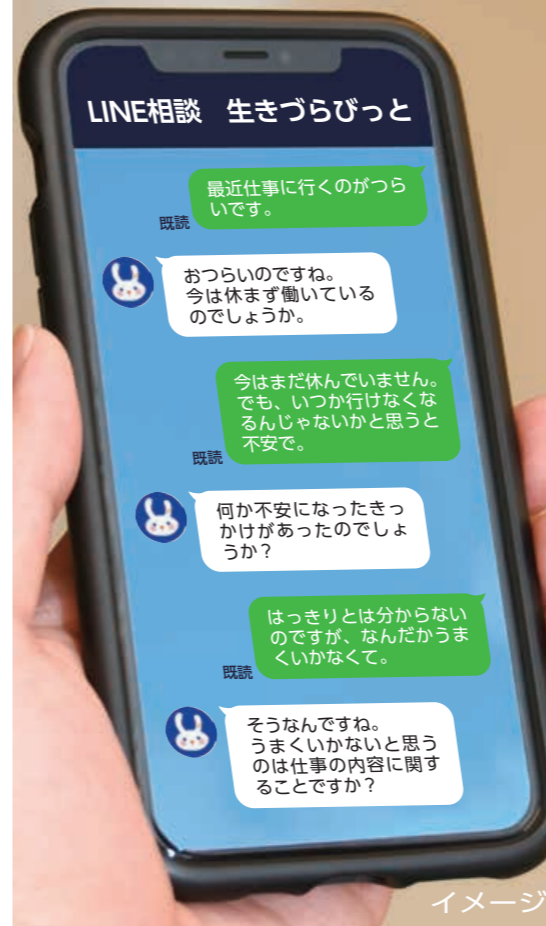 LINE相談　生きづらびっと
最近仕事に行くのがつら
いです。
既読
おつらいのですね。
今は休まず働いている
のでしょうか。
今はまだ休んでいません。
でも、いつか行けなくな
るんじゃないかと思うと
不安で。
既読
何か不安になったきっ
かけがあったのでしょ
うか？
はっきりとは分からない
のですが、なんだかうま
くいかなくて。
既読
そうなんですね。
うまくいかないと思う
のは仕事の内容に関す
ることですか？
イメージ